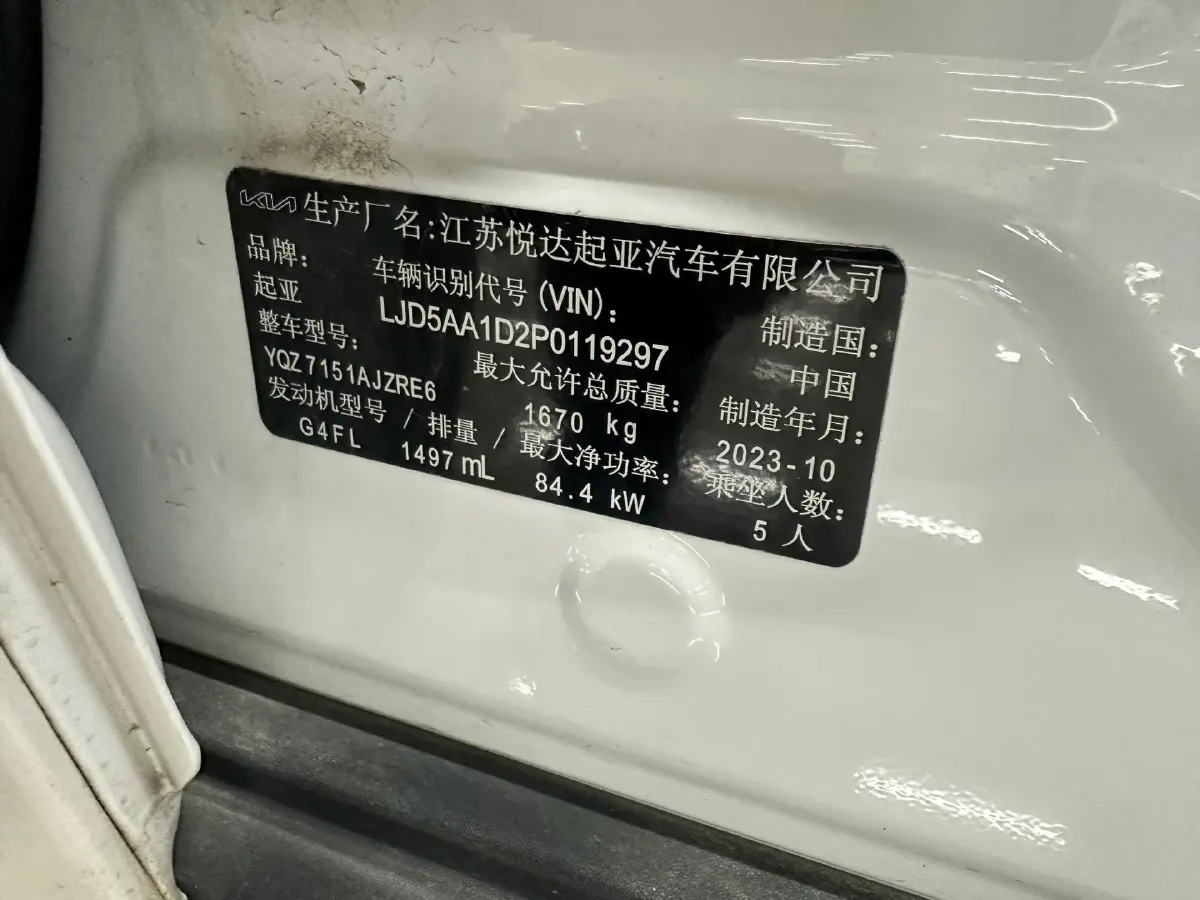 KIA 生产厂名:江苏悦达起亚汽车有限公司
品牌: 车辆识别代号(VIN): 制造国:
起亚 LJD5AA1D2P0119297 中国
整车型号: 最大允许总质量: 制造年月:
YQZ7151AJZRE6 1670 kg 2023-10
发动机型号 / 排量 / 最大净功率: 乘坐人数:
G4FL 1497 mL 84.4 kW 5 人